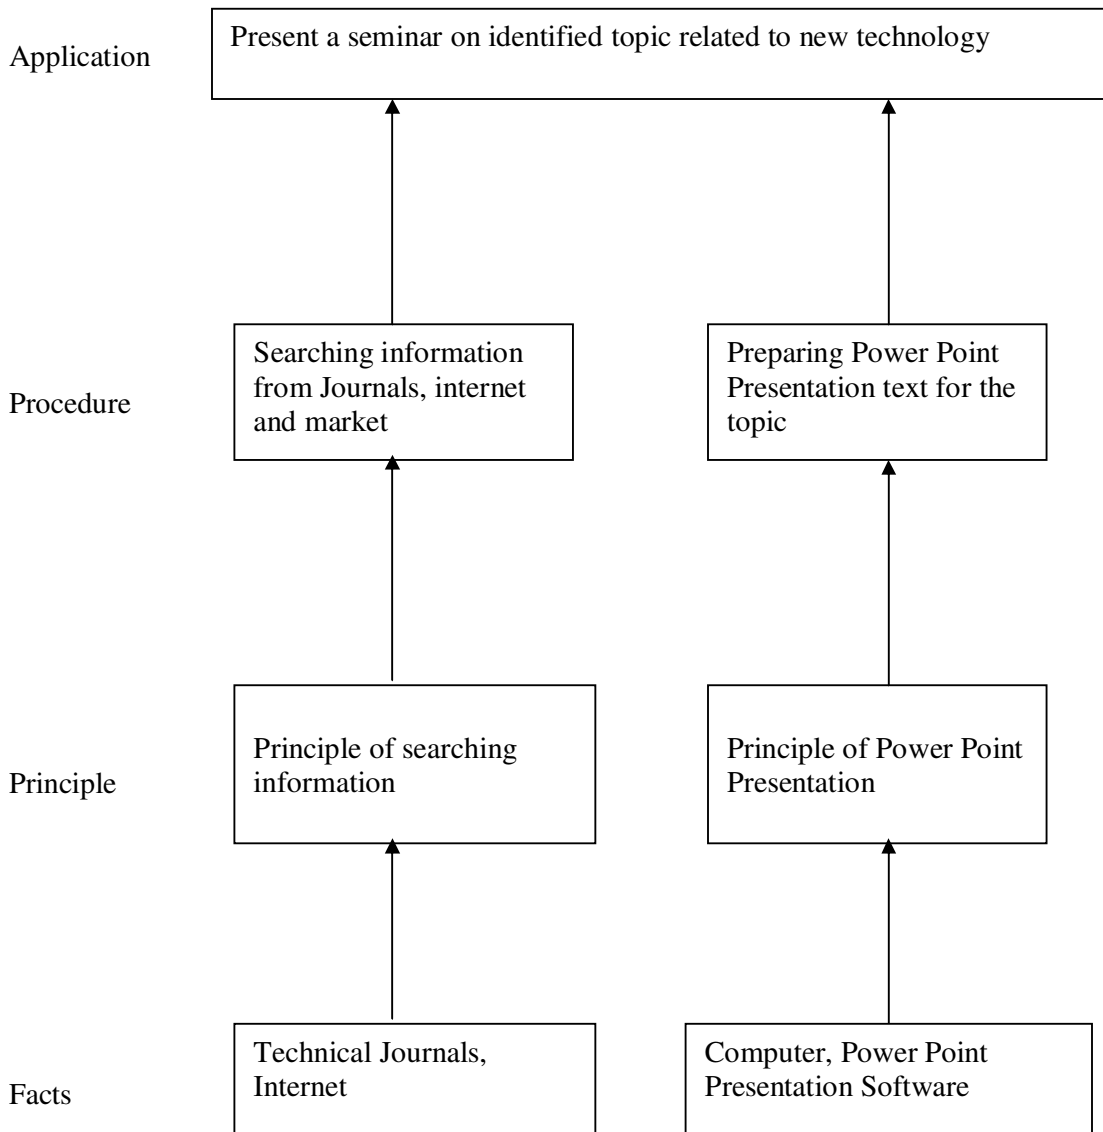 Application
Present a seminar on identified topic related to new technology
Procedure
Searching information
from Journals, internet
and market
Preparing Power Point
Presentation text for the
topic
Principle
Principle of searching
information
Principle of Power Point
Presentation
Facts
Technical Journals,
Internet
Computer, Power Point
Presentation Software